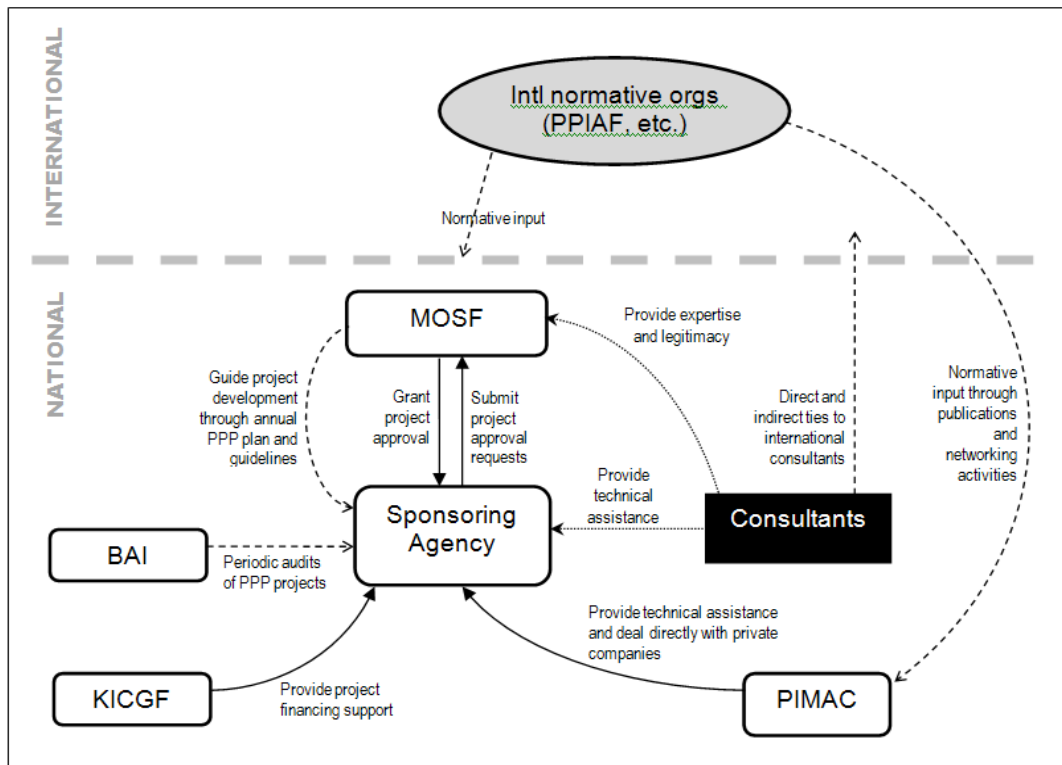 INTERNATIONAL
Intl normative orgs
(PPIAF, etc.)
Normative input
NATIONAL
MOSF
Provide expertise
and legitimacy
Guide project
development
through annual
PPP plan and
guidelines
Grant
project
approval
Submit
project
approval
requests
Direct and
indirect ties to
international
consultants
Normative
input through
publications
and
networking
activities
Sponsoring
Agency
Provide
technical
assistance
Consultants
BAI
Periodic audits
of PPP projects
Provide technical assistance
and deal directly with private
companies
KICGF
Provide project
financing support
PIMAC